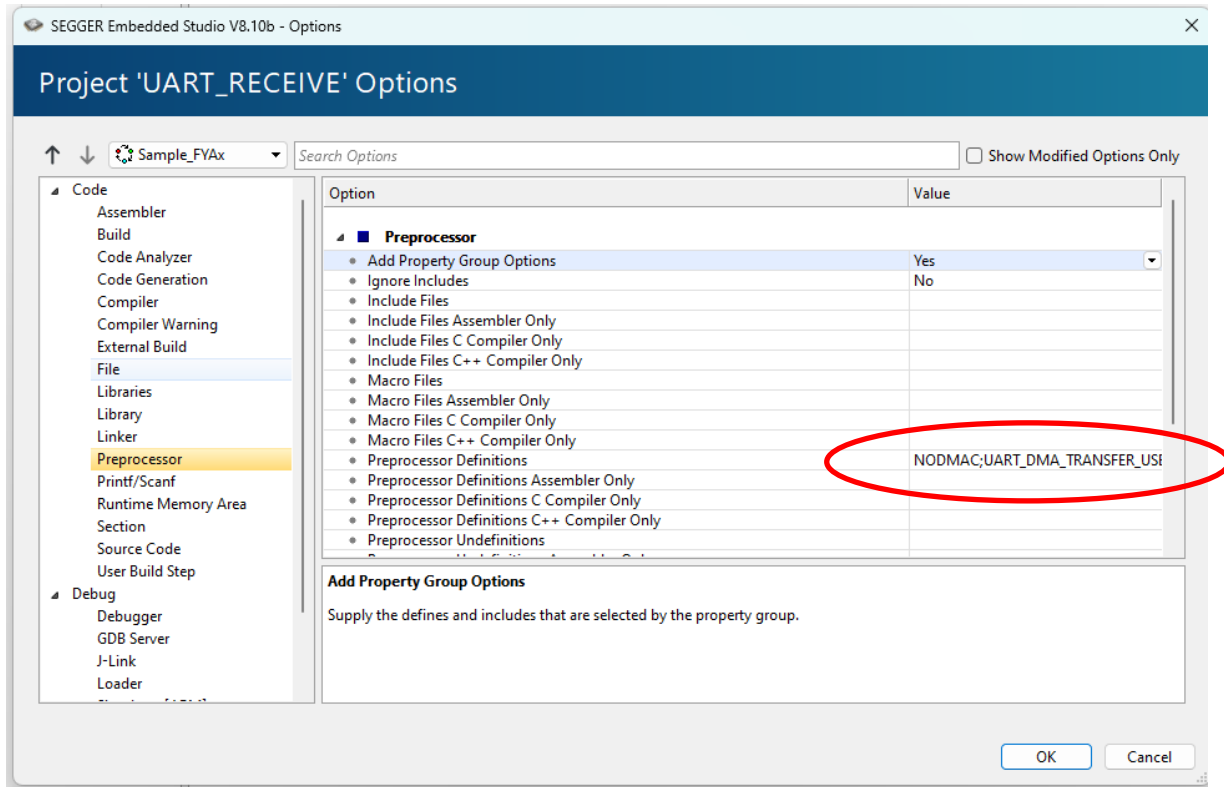 SEGGER Embedded Studio V8.10b - Options
Project 'UART_RECEIVE' Options
Sample_FYAx
Search Options
Show Modified Options Only
Code
Assembler
Build
Code Analyzer
Code Generation
Compiler
Compiler Warning
External Build
File
Libraries
Library
Linker
Preprocessor
Printf/Scanf
Runtime Memory Area
Section
Source Code
User Build Step
Debug
Debugger
GDB Server
J-Link
Loader
Option Value
Preprocessor
Add Property Group Options Yes
Ignore Includes No
Include Files
Include Files Assembler Only
Include Files C Compiler Only
Include Files C++ Compiler Only
Macro Files
Macro Files Assembler Only
Macro Files C Compiler Only
Macro Files C++ Compiler Only
Preprocessor Definitions NODMAC;UART_DMA_TRANSFER_USE
Preprocessor Definitions Assembler Only
Preprocessor Definitions C Compiler Only
Preprocessor Definitions C++ Compiler Only
Preprocessor Undefinitions
Add Property Group Options
Supply the defines and includes that are selected by the property group.
OK Cancel